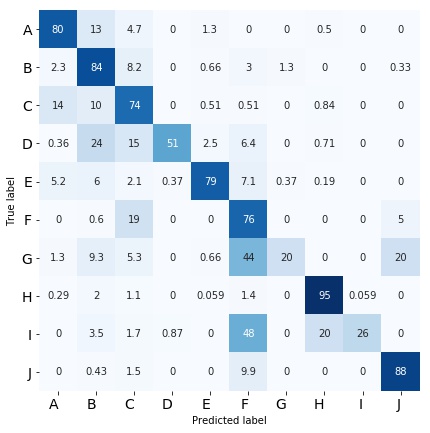 A 80 13 4.7 0 1.3 0 0 0.5 0 0
B 2.3 84 8.2 0 0.66 3 1.3 0 0 0.33
C 14 10 74 0 0.51 0.51 0 0.84 0 0
D 0.36 24 15 51 2.5 6.4 0 0.71 0 0
E 5.2 6 2.1 0.37 79 7.1 0.37 0.19 0 0
F 0 0.6 19 0 0 76 0 0 0 5
G 1.3 9.3 5.3 0 0.66 44 20 0 0 20
H 0.29 2 1.1 0 0.059 1.4 0 95 0.059 0
I 0 3.5 1.7 0.87 0 48 0 20 26 0
J 0 0.43 1.5 0 0 9.9 0 0 0 88
A B C D E F G H I J
Predicted label
True label